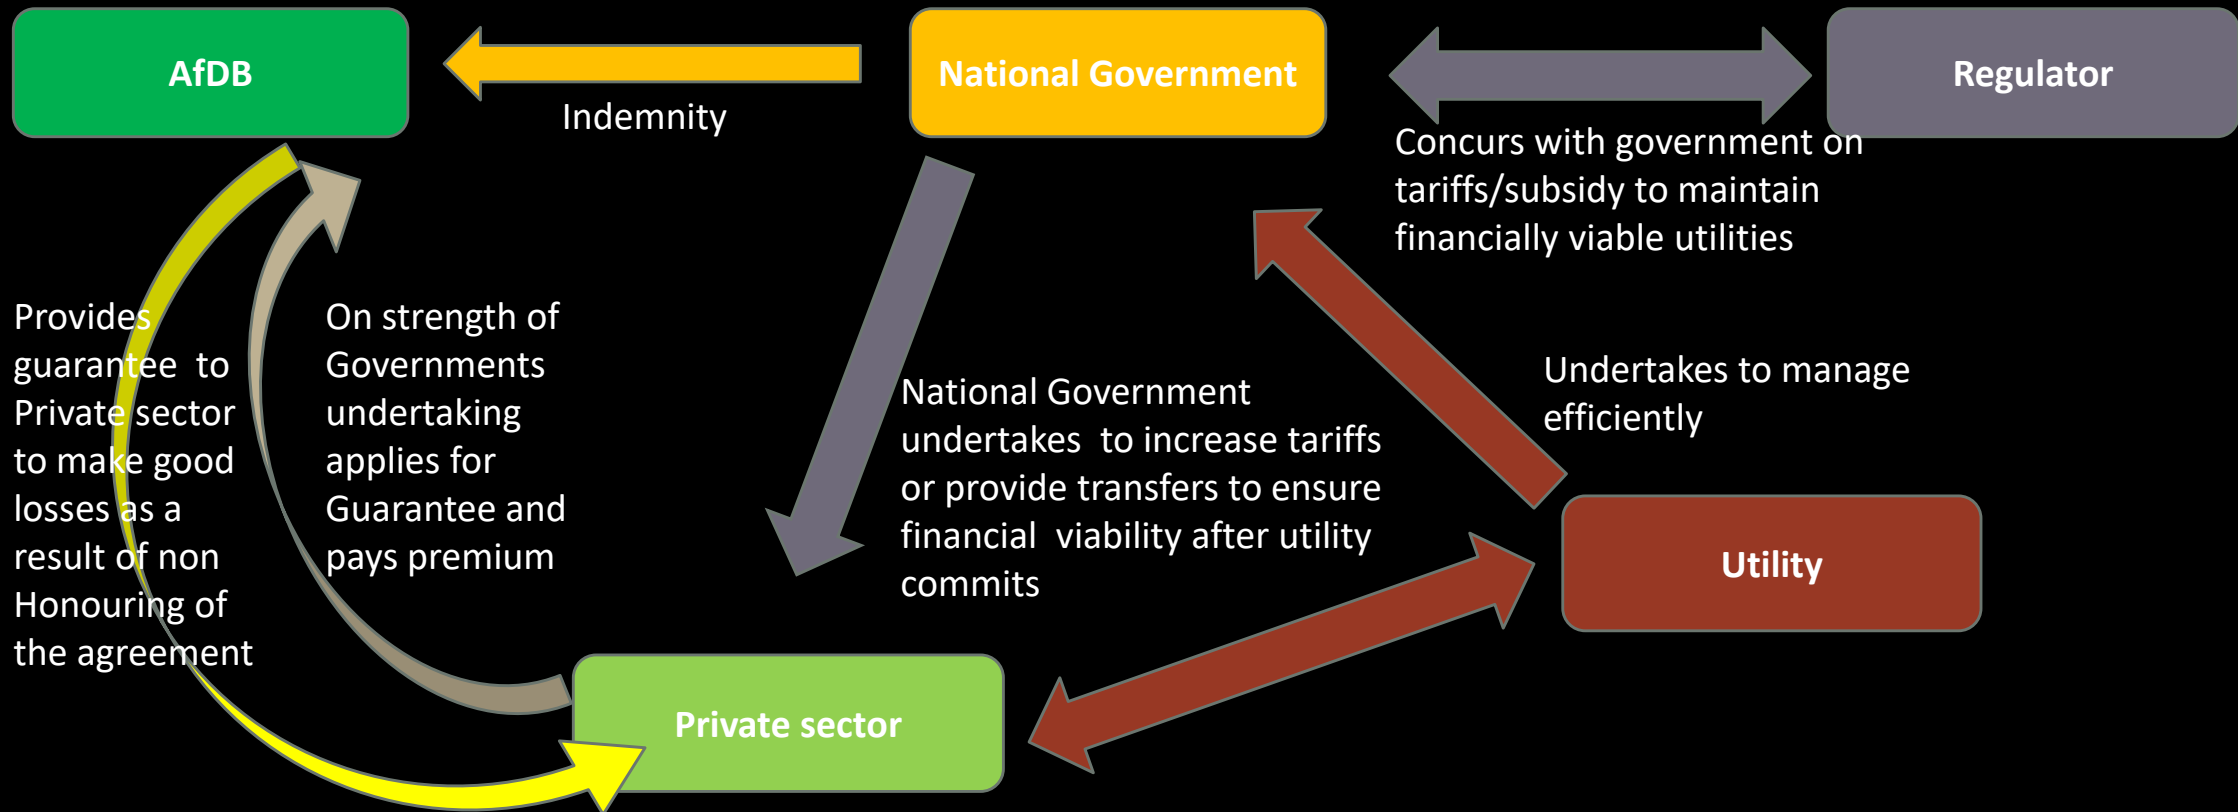 AfDB
Indemnity
National Government
Regulator
Concurs with government on
tariffs/subsidy to maintain
financially viable utilities
Provides
guarantee  to
Private sector
to make good
losses as a
result of non
Honouring of
the agreement
On strength of
Governments
undertaking
applies for
Guarantee and
pays premium
National Government
undertakes  to increase tariffs
or provide transfers to ensure
financial  viability after utility
commits
Undertakes to manage
efficiently
Utility
Private sector